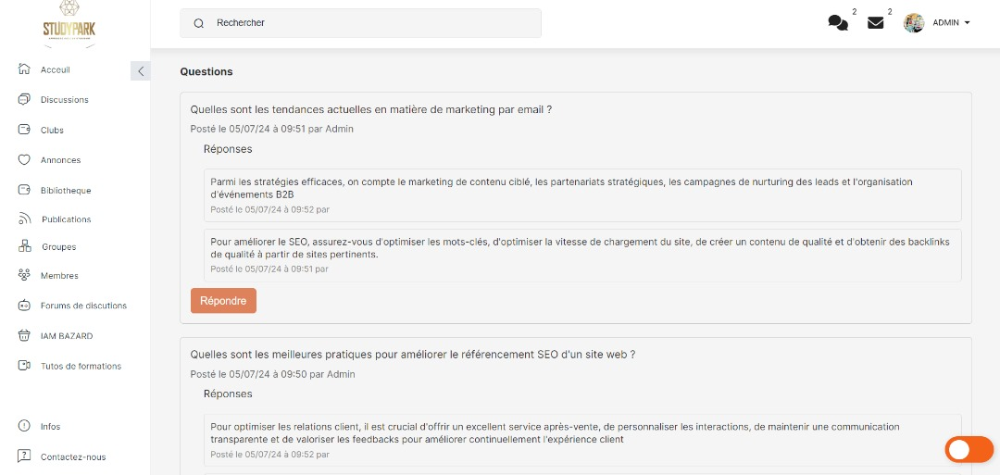 STUDYPARK
Rechercher
2
2
ADMIN
Acceuil
Discussions
Clubs
Annonces
Bibliotheque
Publications
Groupes
Membres
Forums de discutions
IAM BAZARD
Tutos de formations
Infos
Contactez-nous
Questions
Quelles sont les tendances actuelles en matière de marketing par email ?
Posté le 05/07/24 à 09:51 par Admin
Réponses
Parmi les stratégies efficaces, on compte le marketing de contenu ciblé, les partenariats stratégiques, les campagnes de nurturing des leads et l'organisation
d'événements B2B
Posté le 05/07/24 à 09:52 par
Pour améliorer le SEO, assurez-vous d'optimiser les mots-clés, d'optimiser la vitesse de chargement du site, de créer un contenu de qualité et d'obtenir des backlinks
de qualité à partir de sites pertinents.
Posté le 05/07/24 à 09:51 par
Répondre
Quelles sont les meilleures pratiques pour améliorer le référencement SEO d'un site web ?
Posté le 05/07/24 à 09:50 par Admin
Réponses
Pour optimiser les relations client, il est crucial d'offrir un excellent service après-vente, de personnaliser les interactions, de maintenir une communication
transparente et de valoriser les feedbacks pour améliorer continuellement l'expérience client
Posté le 05/07/24 à 09:52 par